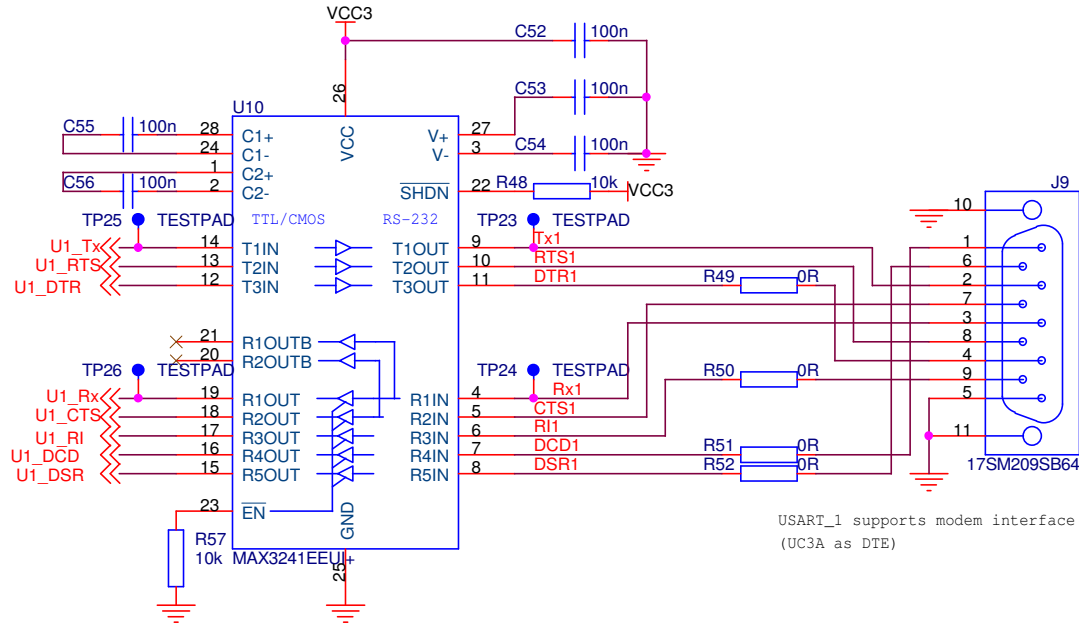 VCC3
C52 100n
26
C53 100n
U10
C55 100n 28 C1+ VCC V+ 27
24 C1- V- 3 C54 100n
1 C2+
C56 100n 2 C2- SHDN 22 R48 10k VCC3
J9
10
TP25 TESTPAD TTL/CMOS RS-232 TP23 TESTPAD
U1_Tx 14 T1IN T1OUT 9 Tx1 1
U1_RTS 13 T2IN T2OUT 10 RTS1 6
U1_DTR 12 T3IN T3OUT 11 DTR1 R49 0R 2
7
3
21 R1OUTB 8
20 R2OUTB 4
TP26 TESTPAD TP24 TESTPAD R50 0R 9
U1_Rx 19 R1OUT R1IN 4 Rx1 5
U1_CTS 18 R2OUT R2IN 5 CTS1
U1_RI 17 R3OUT R3IN 6 RI1 11
U1_DCD 16 R4OUT R4IN 7 DCD1 R51 0R
U1_DSR 15 R5OUT R5IN 8 DSR1 R52 0R 17SM209SB64
23 EN GND
USART_1 supports modem interface
(UC3A as DTE)
R57
10k MAX3241EEUI+
25